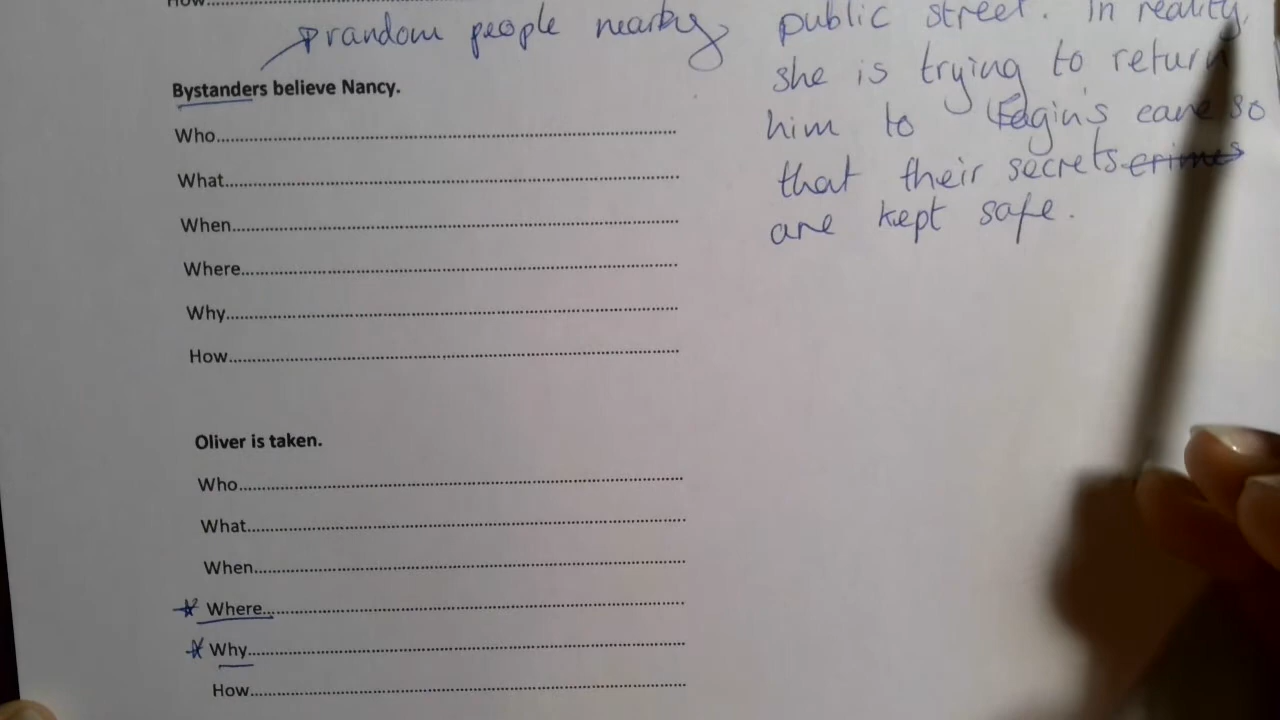 How..............................
random people nearby
Bystanders believe Nancy.
Who..............................
What..............................
When..............................
Where..............................
Why..............................
How..............................
Oliver is taken.
Who..............................
What..............................
When..............................
Where..............................
Why..............................
How..............................
public street. In reality,
she is trying to return
him to Fagin's care so
that their secrets crimes
are kept safe.